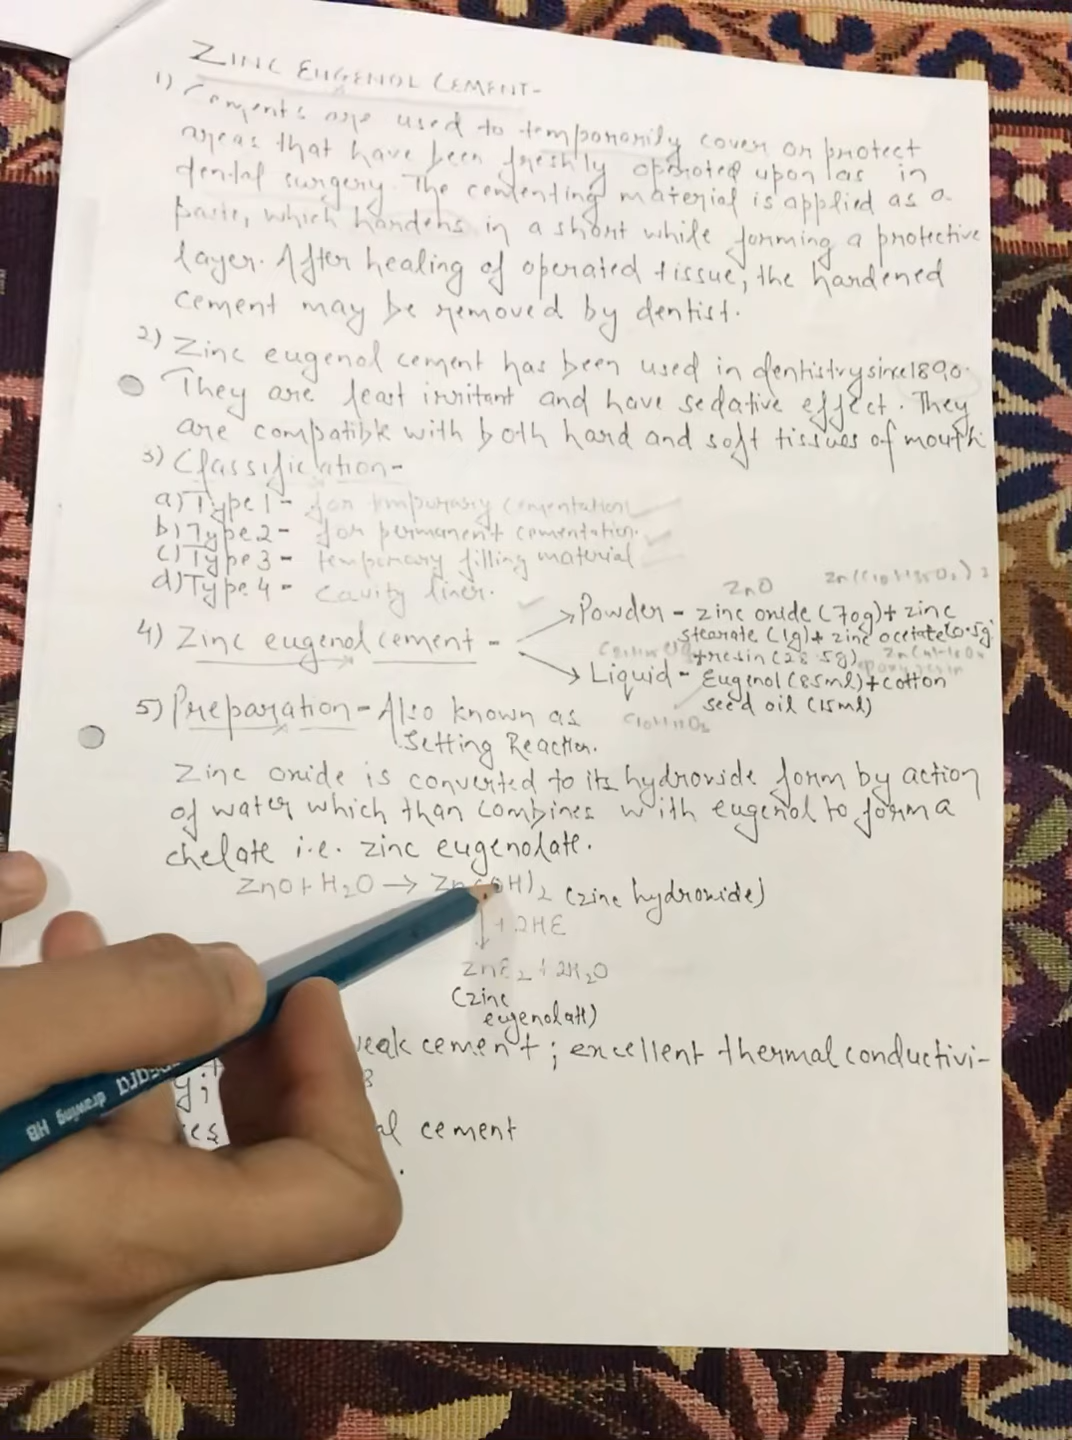 ZINC EUGENOL CEMENT-
1) Cements are used to temporarily cover or protect
areas that have been freshly operated upon as in
dental surgery. The cementing material is applied as a
paste, which hardens in a short while forming a protective
layer. After healing of operated tissue, the hardened
cement may be removed by dentist.
2) Zinc eugenol cement has been used in dentistry since 1890.
They are least irritant and have sedative effect. They
are compatible with both hard and soft tissues of mouth
3) Classification-
a) Type 1 - for temporary cementation
b) Type 2 - for permanent cementation.
c) Type 3 - temporary filling material
d) Type 4 - cavity liner.
ZnO
4) Zinc eugenol cement - Powder - zinc oxide (70g) + zinc
stearate (1g) + zinc acetate (0.5g)
+ resin (28.5g)
Liquid - Eugenol (85ml) + cotton
seed oil (15ml)
5) Preparation - Also known as
Setting Reaction.
Zinc oxide is converted to its hydroxide form by action
of water which than combines with eugenol to form a
chelate i.e. zinc eugenolate.
ZnO + H2O → Zn(OH)2 (zinc hydroxide)
↓ + 2HE
ZnE2 + 2H2O
(zinc
eugenolate)
cement; excellent thermal conductivi-
cement
drawing HB